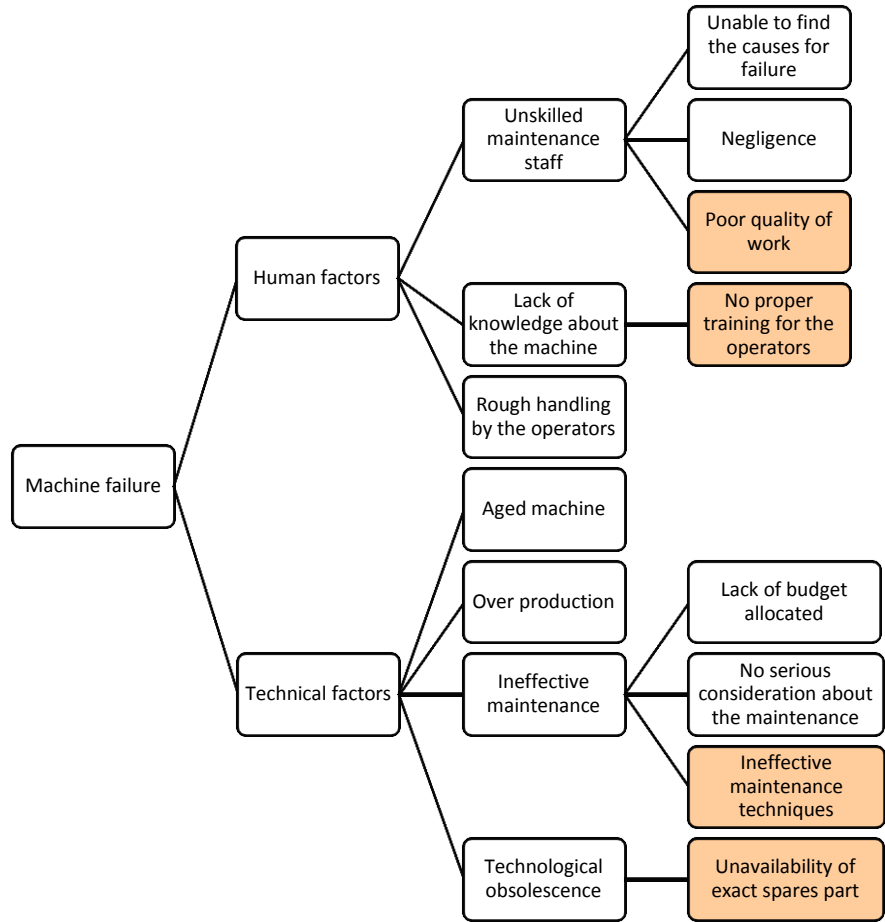 Unable to find
the causes for
failure
Unskilled
maintenance
staff
Negligence
Poor quality of
work
Human factors
Lack of
knowledge about
the machine
No proper
training for the
operators
Rough handling
by the operators
Machine failure
Aged machine
Over production
Lack of budget
allocated
Technical factors
Ineffective
maintenance
No serious
consideration about
the maintenance
Ineffective
maintenance
techniques
Technological
obsolescence
Unavailability of
exact spares part